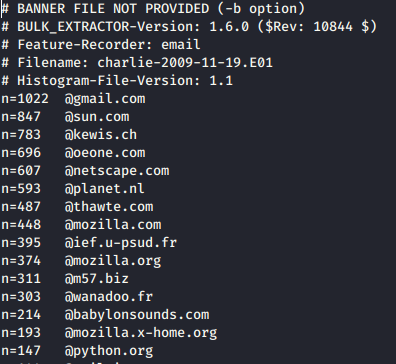 # BANNER FILE NOT PROVIDED (-b option)
# BULK_EXTRACTOR-Version: 1.6.0 ($Rev: 10844 $)
# Feature-Recorder: email
# Filename: charlie-2009-11-19.E01
# Histogram-File-Version: 1.1
n=1022 @gmail.com
n=847 @sun.com
n=783 @kewis.ch
n=696 @oeone.com
n=607 @netscape.com
n=593 @planet.nl
n=487 @thawte.com
n=448 @mozilla.com
n=395 @ief.u-psud.fr
n=374 @mozilla.org
n=311 @m57.biz
n=303 @wanadoo.fr
n=214 @babylonsounds.com
n=193 @mozilla.x-home.org
n=147 @python.org